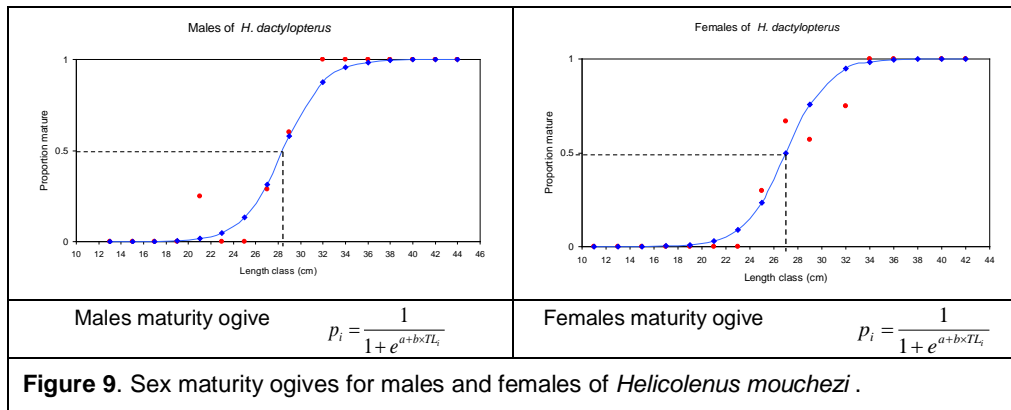 Males of H. dactylopterus
Proportion mature
1
0.5
0
10 12 14 16 18 20 22 24 26 28 30 32 34 36 38 40 42 44 46
Length class (cm)
Females of H. dactylopterus
Proportion mature
1
0.5
0
10 12 14 16 18 20 22 24 26 28 30 32 34 36 38 40 42 44
Length class (cm)
Males maturity ogive p_i = 1 / (1 + e^{a+b×TL_i})
Females maturity ogive p_i = 1 / (1 + e^{a+b×TL_i})
Figure 9. Sex maturity ogives for males and females of Helicolenus mouchezi .